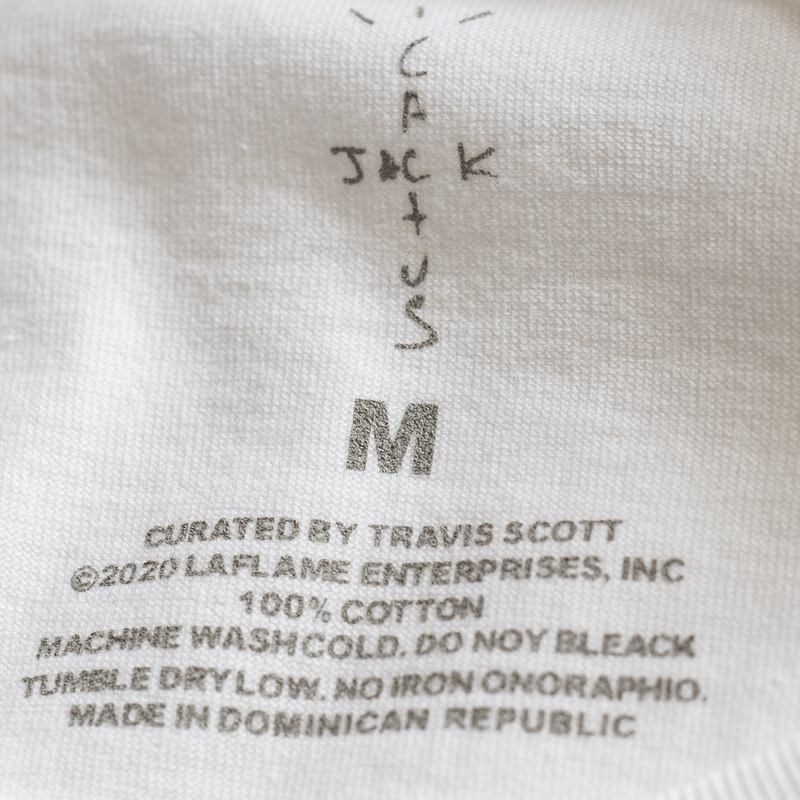 C
A
J A C K
T
U
S
M
CURATED BY TRAVIS SCOTT
©2020 LAFLAME ENTERPRISES, INC
100% COTTON
MACHINE WASH COLD. DO NOY BLEACK
TUMBLE DRY LOW. NO IRON ONORAPHIO.
MADE IN DOMINICAN REPUBLIC